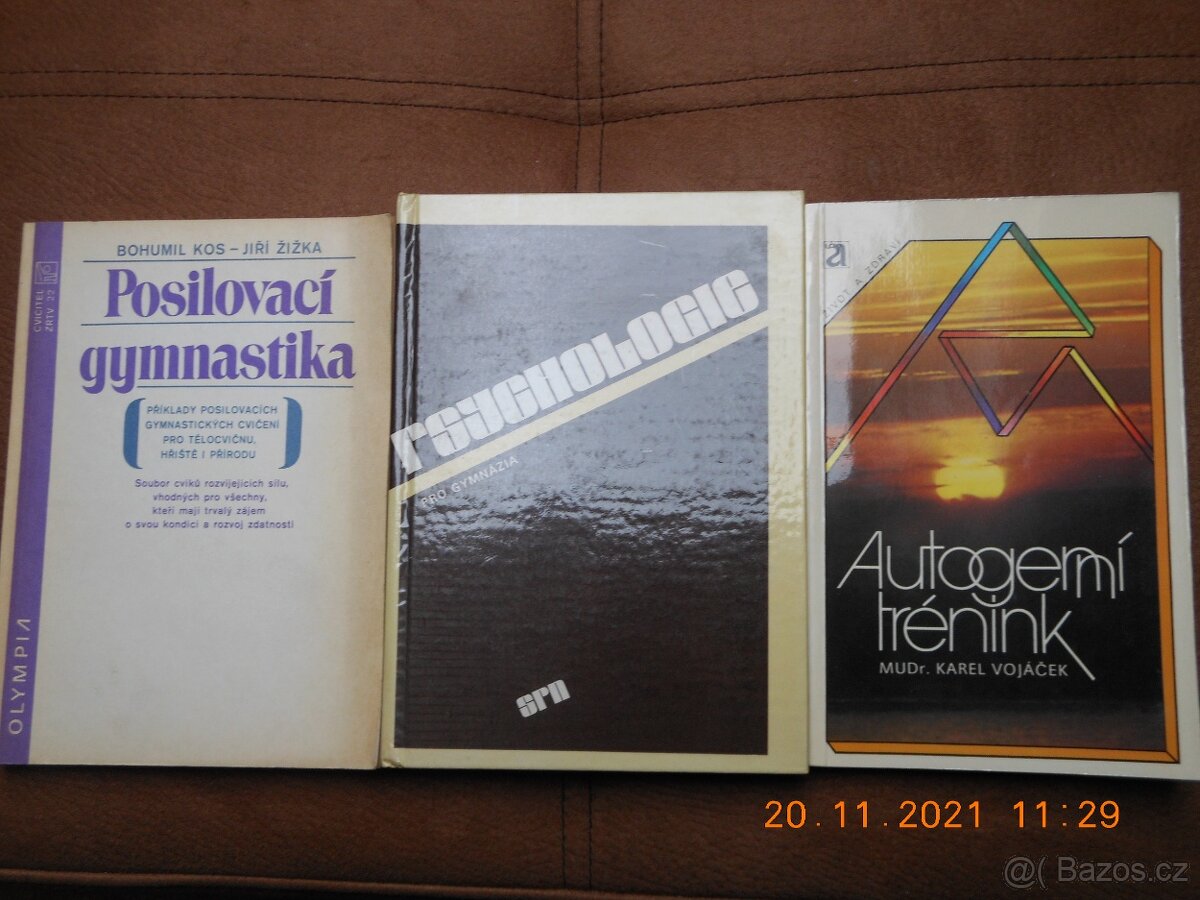 BOHUMIL KOS – JIŘÍ ŽIŽKA
Posilovací
gymnastika
PŘÍKLADY POSILOVACÍCH
GYMNASTICKÝCH CVIČENÍ
PRO TĚLOCVIČNU,
HŘIŠTĚ I PŘÍRODU
Soubor cviků rozvíjejících sílu,
vhodných pro všechny,
kteří mají trvalý zájem
o svou kondici a rozvoj zdatnosti
CVIČITEL
ZRTV 22
OLYMPIA
PSYCHOLOGIE
PRO GYMNÁZIA
spn
ŽIVOT A ZDRAVÍ
Autogenní
trénink
MUDr. KAREL VOJÁČEK
20.11.2021 11:29
@( Bazos.cz